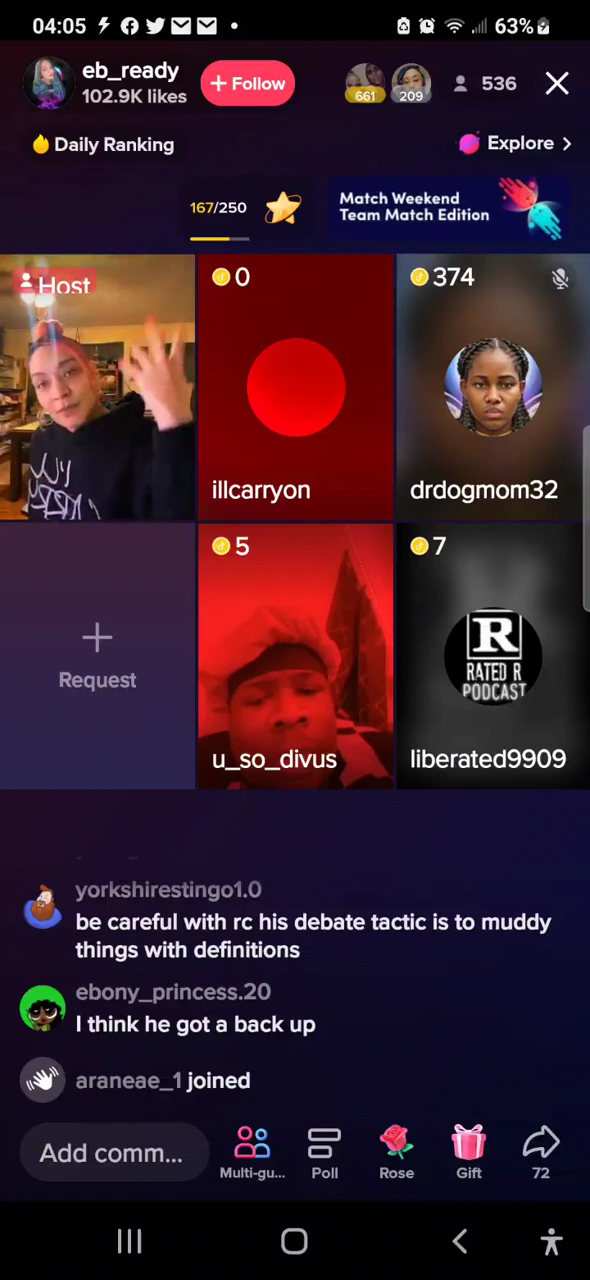 04:05
63%
eb_ready
102.9K likes
+ Follow
661
209
536
Daily Ranking
Explore
167/250
Match Weekend
Team Match Edition
Host
0
374
illcarryon
drdogmom32
5
7
Request
R
RATED R
PODCAST
u_so_divus
liberated9909
yorkshirestingo1.0
be careful with rc his debate tactic is to muddy
things with definitions
ebony_princess.20
I think he got a back up
araneae_1 joined
Add comm...
Multi-gu...
Poll
Rose
Gift
72